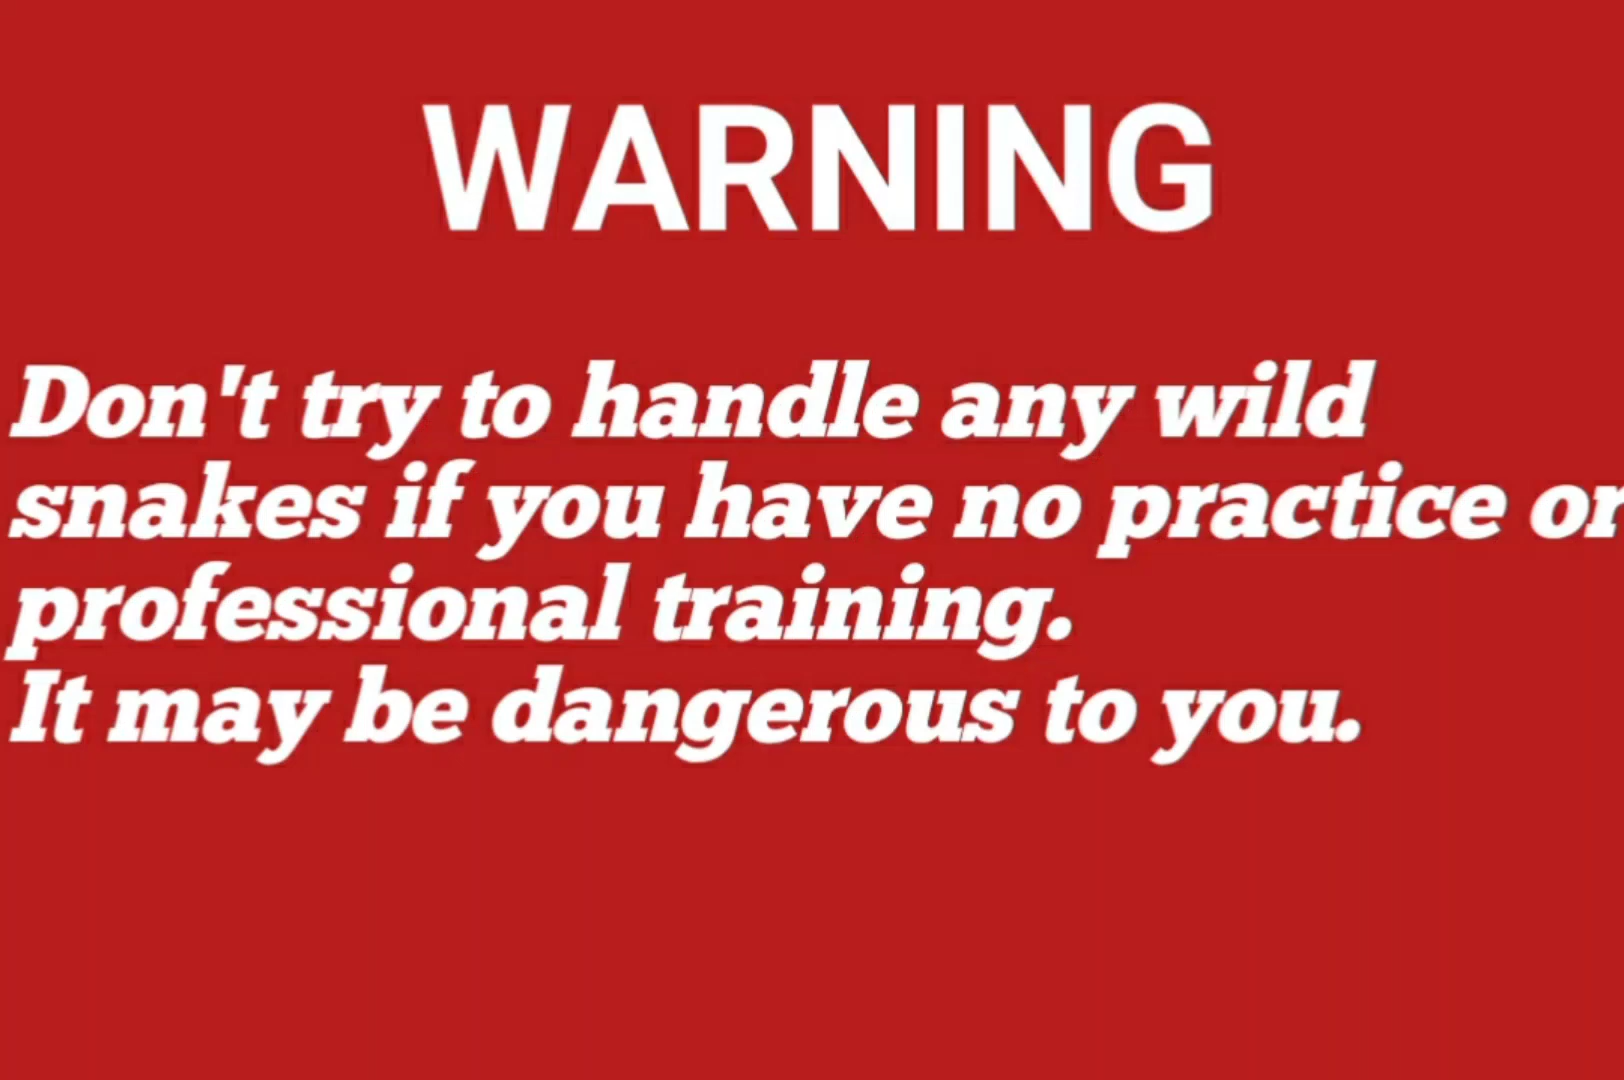 WARNING
Don't try to handle any wild
snakes if you have no practice or
professional training.
It may be dangerous to you.